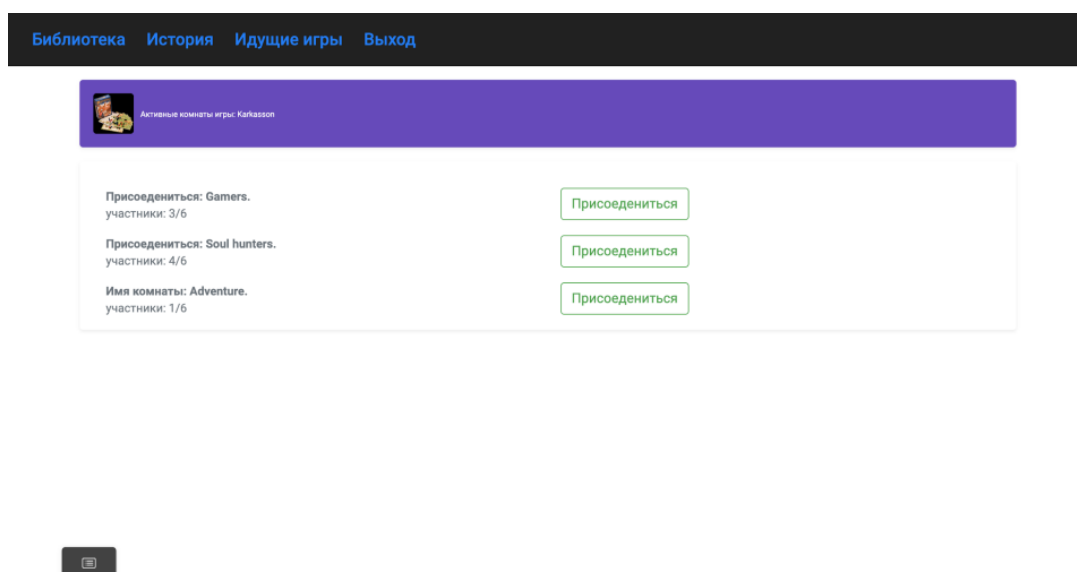 Библиотека История Идущие игры Выход
Активные комнаты игры: Karkasson
Присоедениться: Gamers.
участники: 3/6
Присоедениться
Присоедениться: Soul hunters.
участники: 4/6
Присоедениться
Имя комнаты: Adventure.
участники: 1/6
Присоедениться